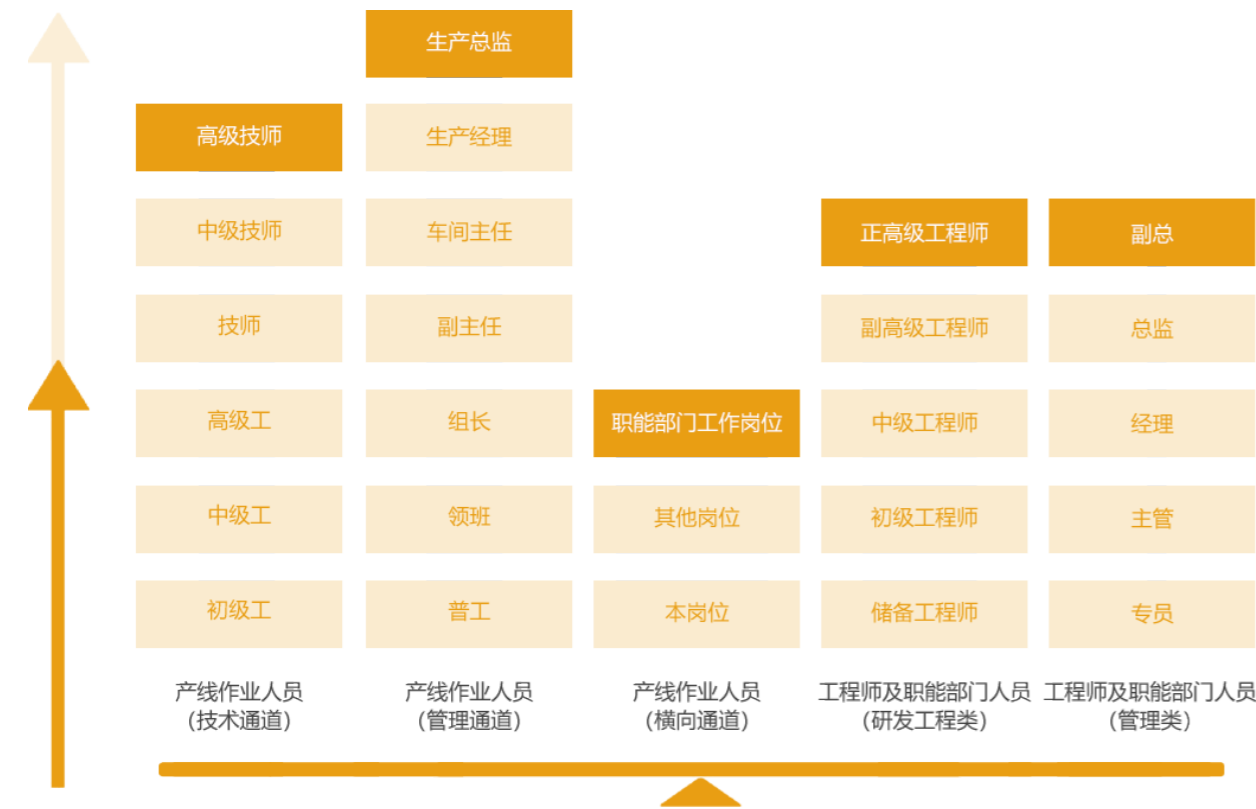 生产总监
高级技师
生产经理
中级技师
车间主任
正高级工程师
副总
技师
副主任
副高级工程师
总监
高级工
组长
职能部门工作岗位
中级工程师
经理
中级工
领班
其他岗位
初级工程师
主管
初级工
普工
本岗位
储备工程师
专员
产线作业人员
（技术通道）
产线作业人员
（管理通道）
产线作业人员
（横向通道）
工程师及职能部门人员
（研发工程类）
工程师及职能部门人员
（管理类）